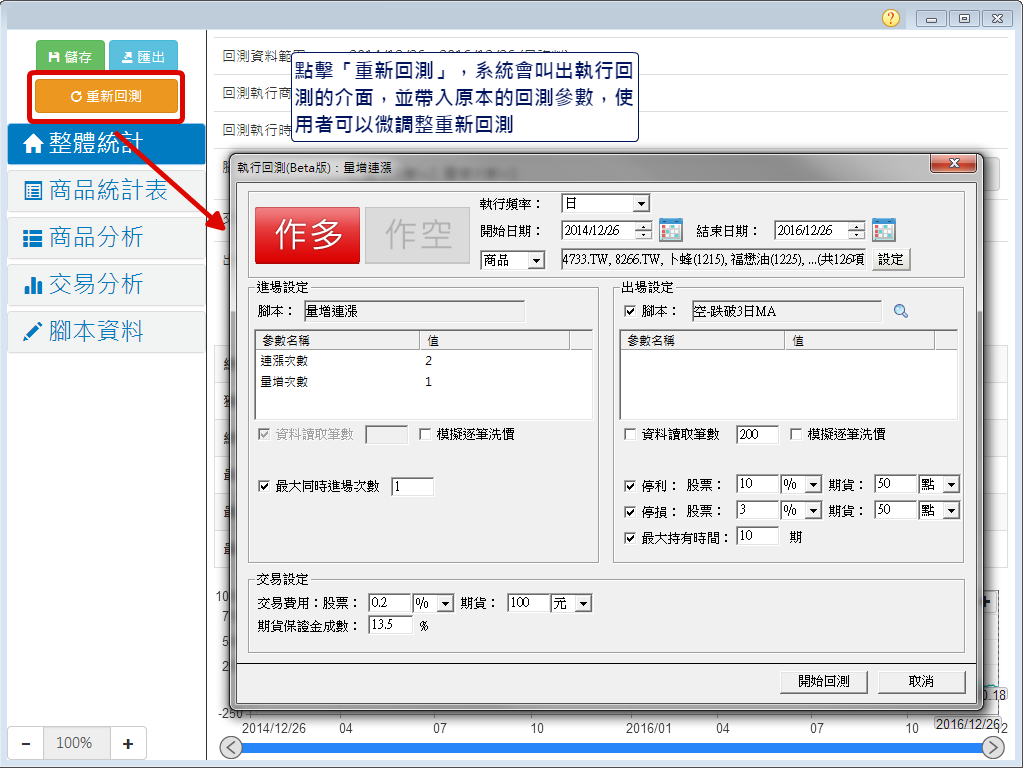 ?
儲存
匯出
重新回測
整體統計
商品統計表
商品分析
交易分析
腳本資料
回測資料範圍
2014/12/26
2016/12/26
回測執行商
回測執行時
點擊「重新回測」，系統會叫出執行回
測的介面，並帶入原本的回測參數，使
用者可以微調整重新回測
執行回測(Beta版)：量增連漲
作多
作空
執行頻率： 日
開始日期： 2014/12/26 結束日期： 2016/12/26
商品 4733.TW, 8266.TW, 卜蜂(1215), 福懋油(1225), ...(共126項 設定
進場設定
腳本： 量增連漲
參數名稱 值
連漲次數 2
量增次數 1
資料讀取筆數 模擬逐筆洗價
最大同時進場次數 1
出場設定
腳本： 空-跌破3日MA
參數名稱 值
資料讀取筆數 200 模擬逐筆洗價
停利： 股票： 10 % 期貨： 50 點
停損： 股票： 3 % 期貨： 50 點
最大持有時間： 10 期
交易設定
交易費用：股票： 0.2 % 期貨： 100 元
期貨保證金成數： 13.5 %
開始回測 取消
-250
2014/12/26 04 07 10 2016/01 04 07 10 2016/12/26 12
- 100% +